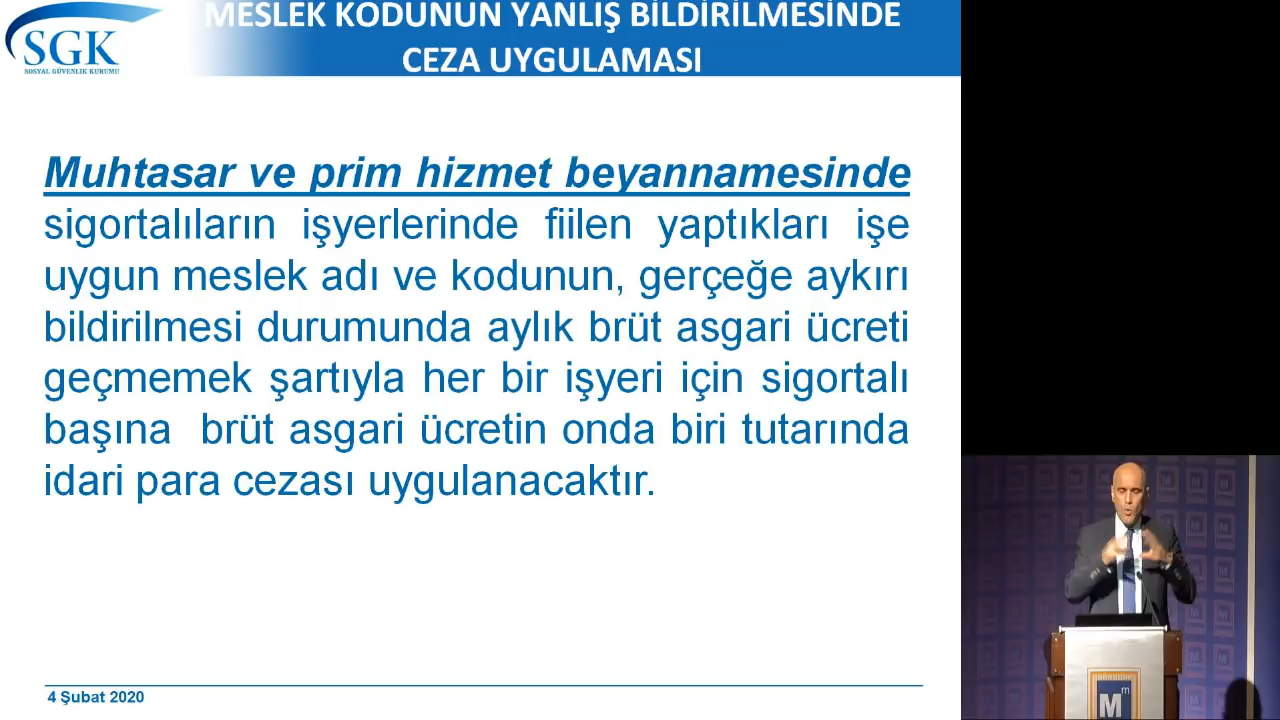 MESLEK KODUNUN YANLIŞ BİLDİRİLMESİNDE
CEZA UYGULAMASI
SGK
SOSYAL GÜVENLİK KURUMU
Muhtasar ve prim hizmet beyannamesinde
sigortalıların işyerlerinde fiilen yaptıkları işe
uygun meslek adı ve kodunun, gerçeğe aykırı
bildirilmesi durumunda aylık brüt asgari ücreti
geçmemek şartıyla her bir işyeri için sigortalı
başına brüt asgari ücretin onda biri tutarında
idari para cezası uygulanacaktır.
4 Şubat 2020
M m